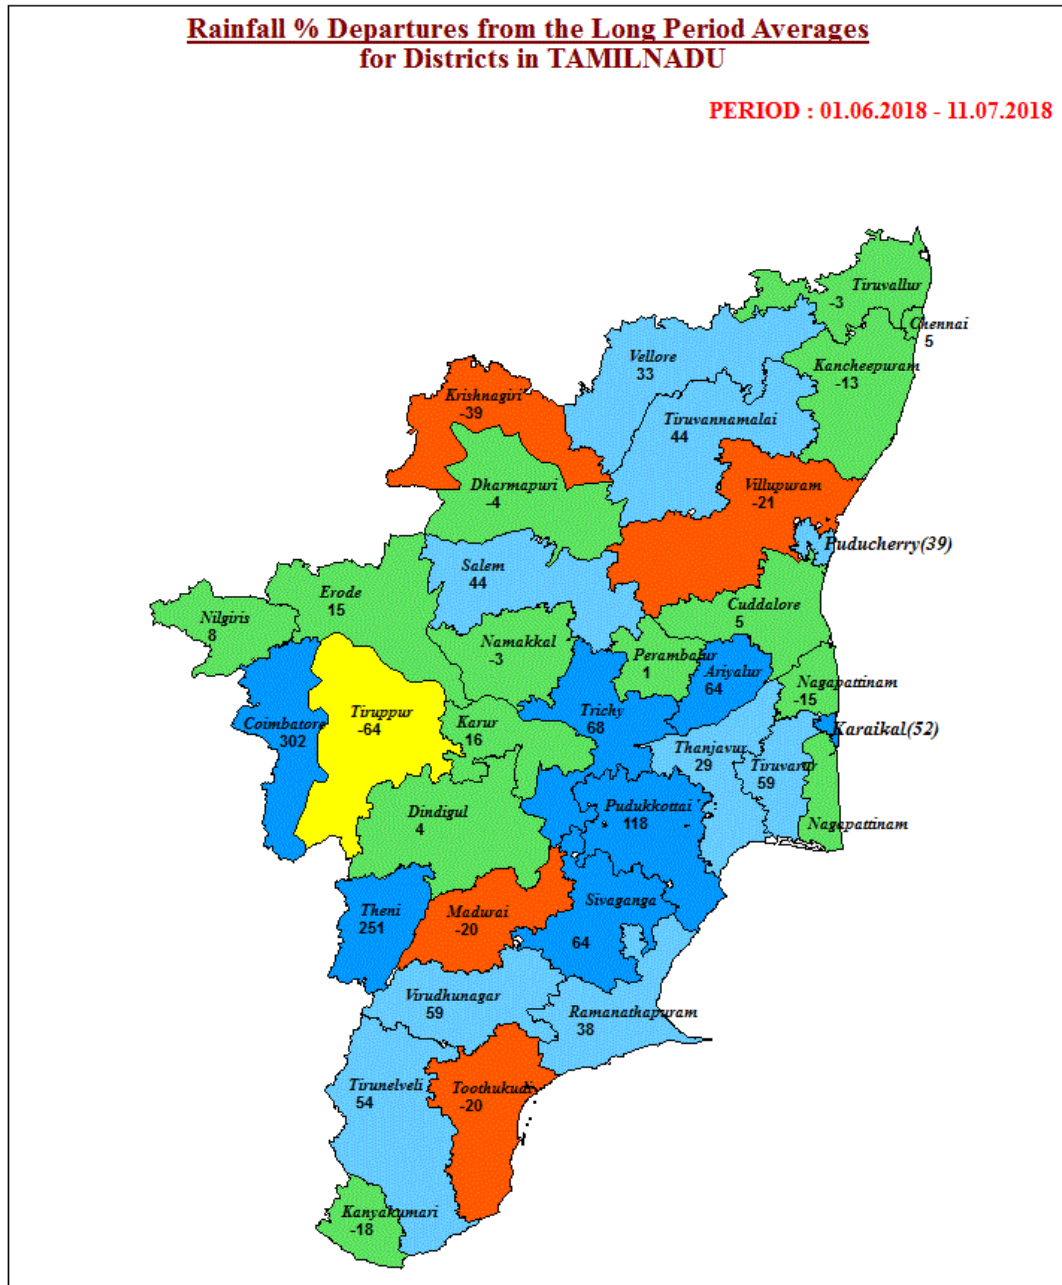 Rainfall % Departures from the Long Period Averages
for Districts in TAMILNADU
PERIOD : 01.06.2018 - 11.07.2018
Tiruvallur
-3
Chennai
5
Vellore
33
Kancheepuram
-13
Krishnagiri
-39
Tiruvannamalai
44
Dharmapuri
-4
Villupuram
-21
Puducherry(39)
Salem
44
Erode
15
Nilgiris
8
Cuddalore
5
Namakkal
-3
Perambalur
1
Ariyalur
64
Nagapattinam
-15
Coimbatore
302
Tiruppur
-64
Karur
16
Trichy
68
Karaikal(52)
Thanjavur
29
Tiruvarur
59
Dindigul
4
Pudukkottai
118
Nagapattinam
Theni
251
Madurai
-20
Sivaganga
64
Virudhunagar
59
Ramanathapuram
38
Tirunelveli
54
Toothukudi
-20
Kanyakumari
-18